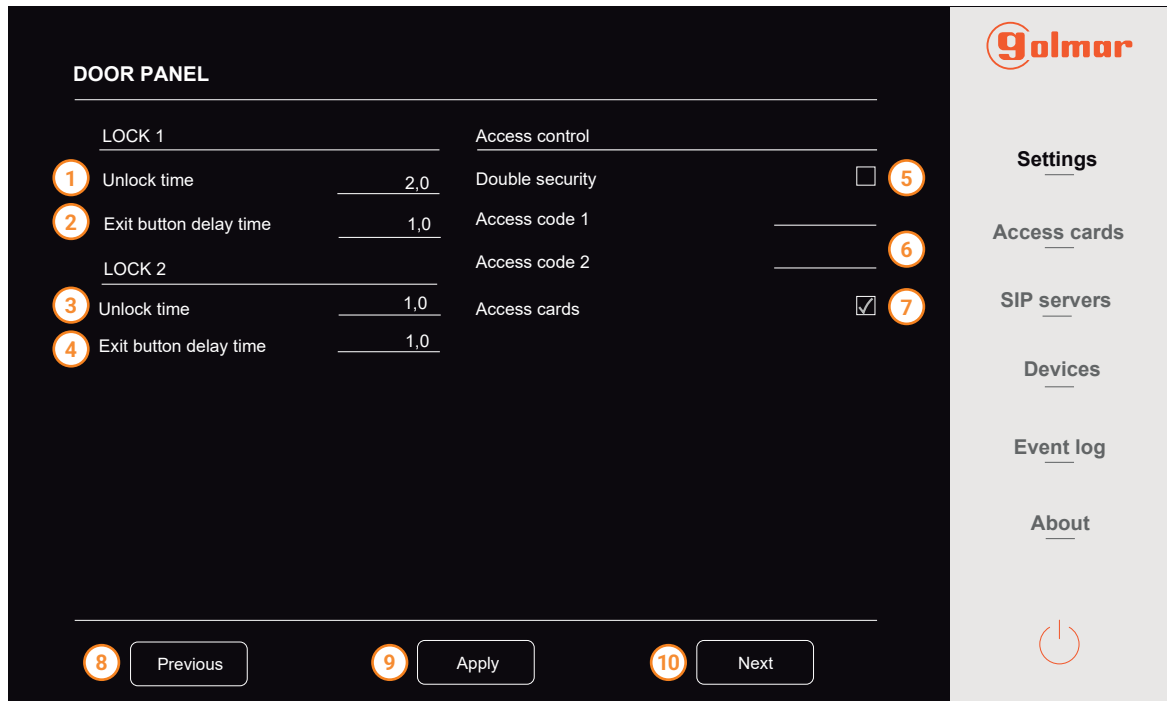 golmar
DOOR PANEL
LOCK 1
1 Unlock time 2,0
2 Exit button delay time 1,0
LOCK 2
3 Unlock time 1,0
4 Exit button delay time 1,0
Access control
Double security 5
Access code 1
6
Access code 2
Access cards 7
8 Previous
9 Apply
10 Next
Settings
Access cards
SIP servers
Devices
Event log
About